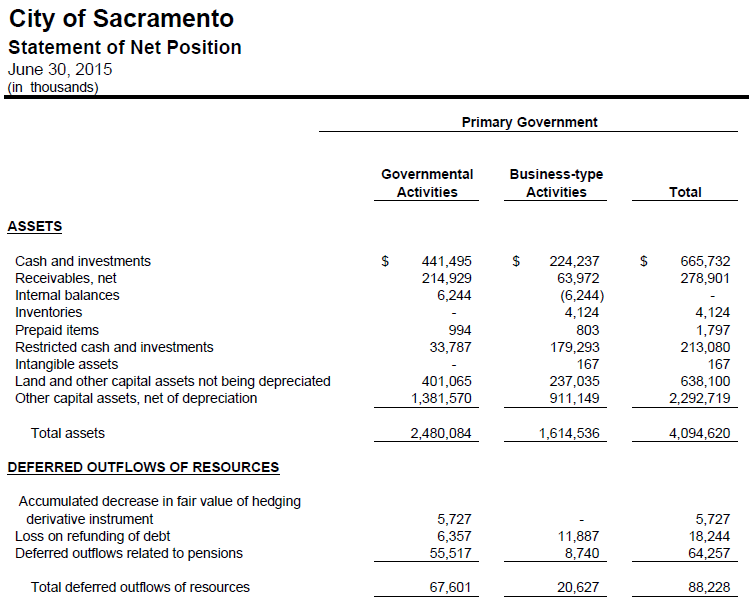 City of Sacramento
Statement of Net Position
June 30, 2015
(in thousands)
Primary Government
Governmental Activities Business-type Activities Total
ASSETS
Cash and investments $ 441,495 $ 224,237 $ 665,732
Receivables, net 214,929 63,972 278,901
Internal balances 6,244 (6,244) -
Inventories - 4,124 4,124
Prepaid items 994 803 1,797
Restricted cash and investments 33,787 179,293 213,080
Intangible assets - 167 167
Land and other capital assets not being depreciated 401,065 237,035 638,100
Other capital assets, net of depreciation 1,381,570 911,149 2,292,719
Total assets 2,480,084 1,614,536 4,094,620
DEFERRED OUTFLOWS OF RESOURCES
Accumulated decrease in fair value of hedging
derivative instrument 5,727 - 5,727
Loss on refunding of debt 6,357 11,887 18,244
Deferred outflows related to pensions 55,517 8,740 64,257
Total deferred outflows of resources 67,601 20,627 88,228